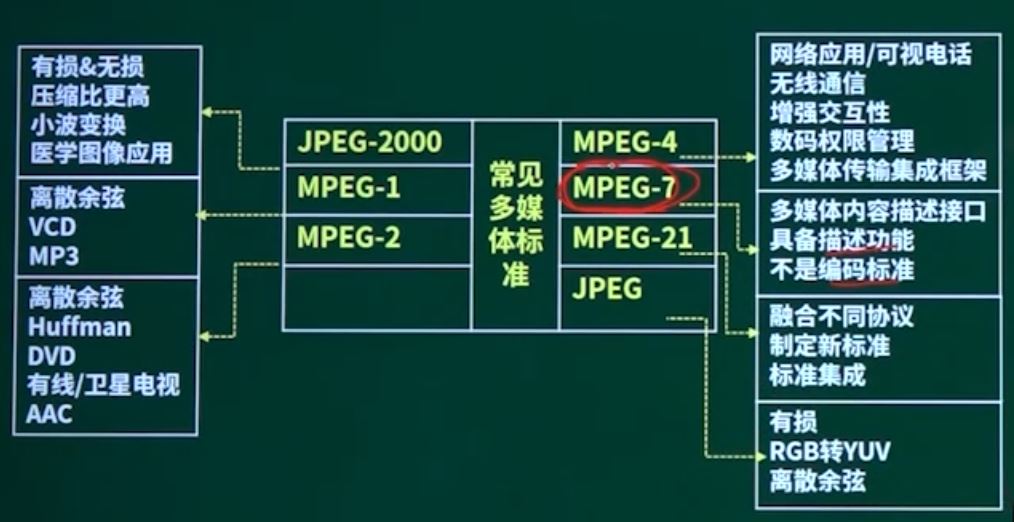 有损&无损
压缩比更高
小波变换
医学图像应用
离散余弦
VCD
MP3
离散余弦
Huffman
DVD
有线/卫星电视
AAC
JPEG-2000
MPEG-1
MPEG-2
常见
多媒
体标
准
MPEG-4
MPEG-7
MPEG-21
JPEG
网络应用/可视电话
无线通信
增强交互性
数码权限管理
多媒体传输集成框架
多媒体内容描述接口
具备描述功能
不是编码标准
融合不同协议
制定新标准
标准集成
有损
RGB转YUV
离散余弦